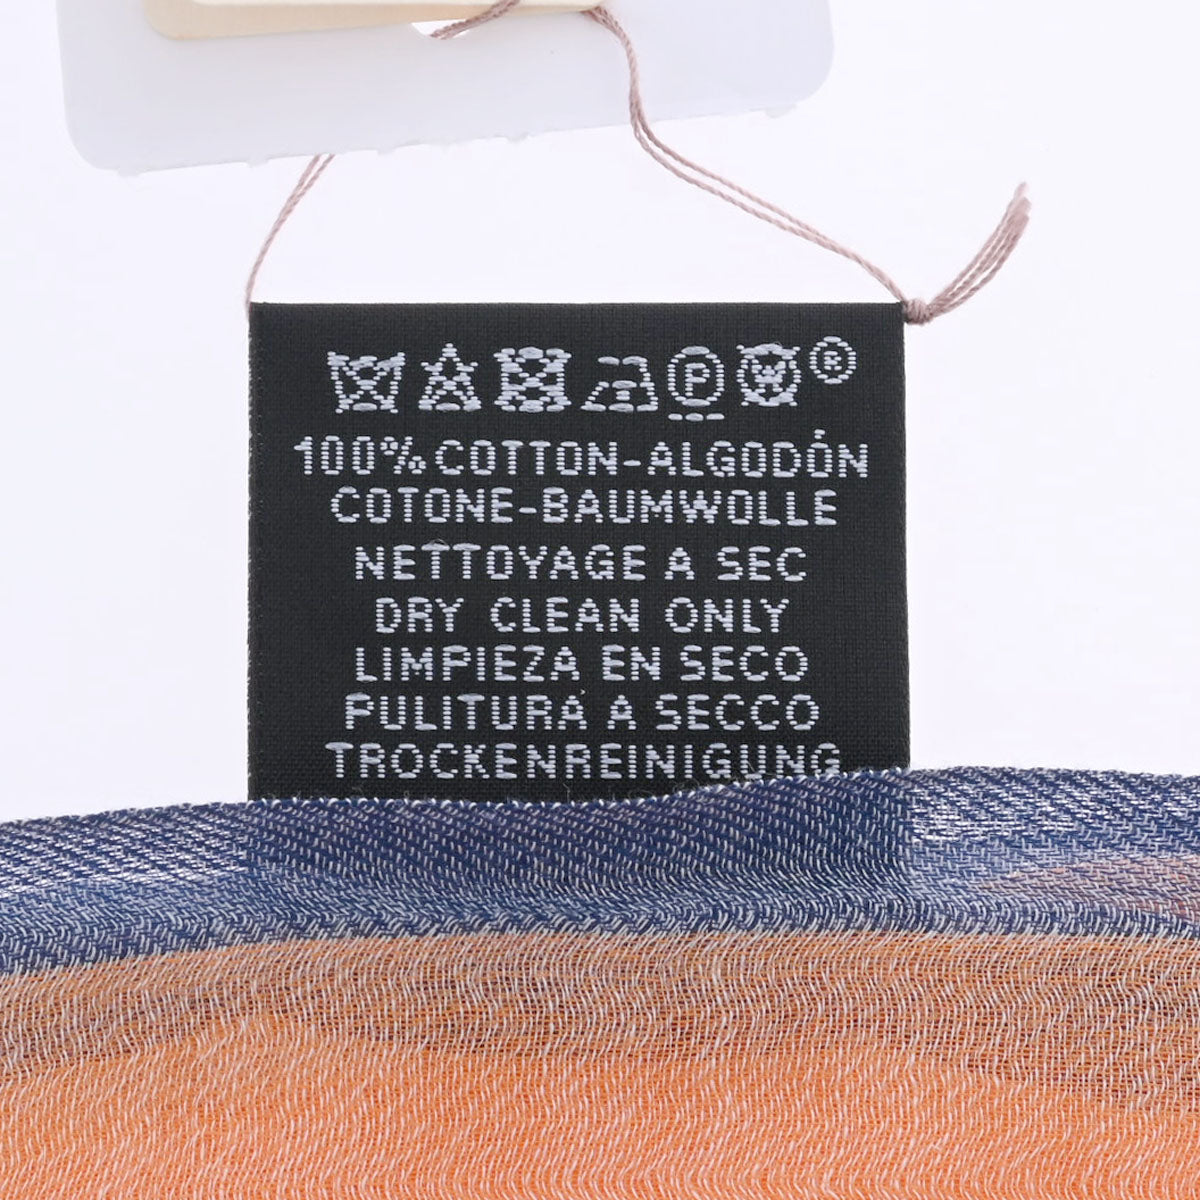 P W ®
100% COTTON-ALGODÓN
COTONE-BAUMWOLLE
NETTOYAGE A SEC
DRY CLEAN ONLY
LIMPIEZA EN SECO
PULITURA A SECCO
TROCKENREINIGUNG